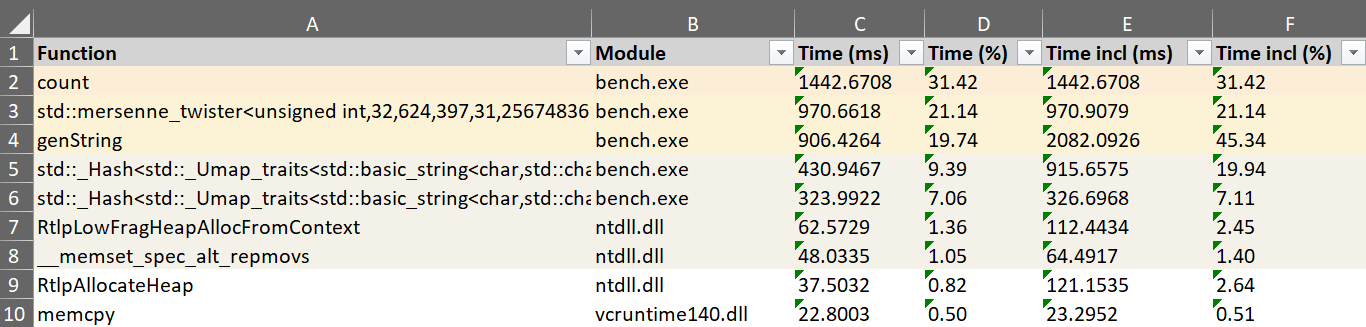 A B C D E F
1 Function Module Time (ms) Time (%) Time incl (ms) Time incl (%)
2 count bench.exe 1442.6708 31.42 1442.6708 31.42
3 std::mersenne_twister<unsigned int,32,624,397,31,25674836 bench.exe 970.6618 21.14 970.9079 21.14
4 genString bench.exe 906.4264 19.74 2082.0926 45.34
5 std::_Hash<std::_Umap_traits<std::basic_string<char,std::cha bench.exe 430.9467 9.39 915.6575 19.94
6 std::_Hash<std::_Umap_traits<std::basic_string<char,std::cha bench.exe 323.9922 7.06 326.6968 7.11
7 RtlpLowFragHeapAllocFromContext ntdll.dll 62.5729 1.36 112.4434 2.45
8 __memset_spec_alt_repmovs ntdll.dll 48.0335 1.05 64.4917 1.40
9 RtlpAllocateHeap ntdll.dll 37.5032 0.82 121.1535 2.64
10 memcpy vcruntime140.dll 22.8003 0.50 23.2952 0.51